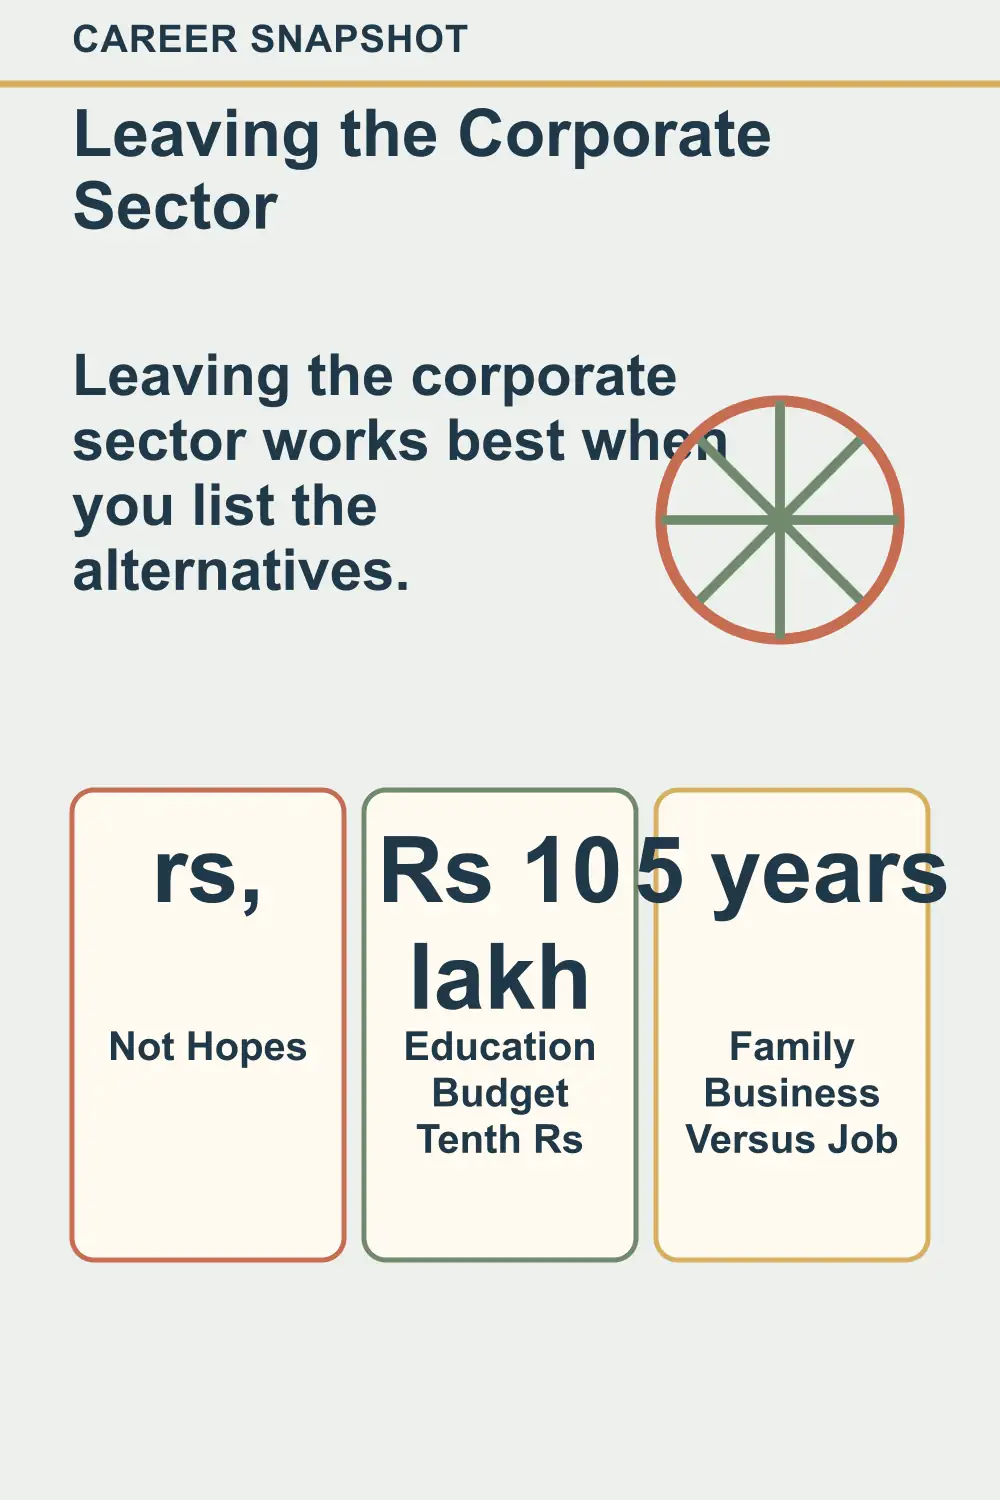 CAREER SNAPSHOT
Leaving the Corporate
Sector
Leaving the corporate
sector works best when
you list the
alternatives.
rs,
Not Hopes
Rs 10
lakh
Education
Budget
Tenth Rs
5 years
Family
Business
Versus Job